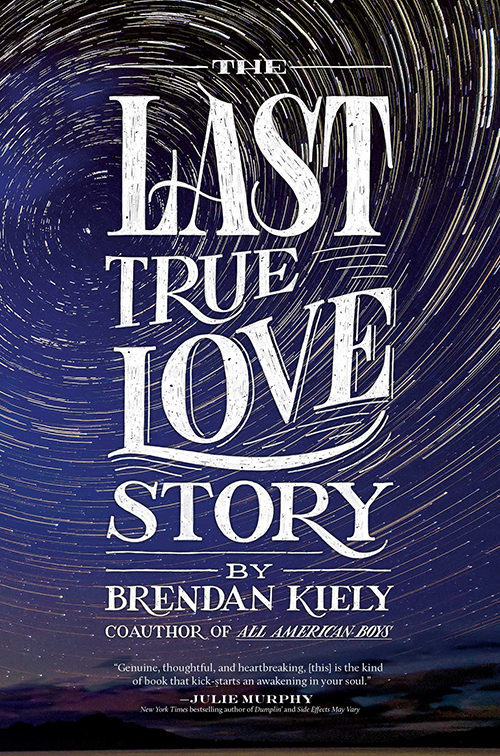 THE
LAST
TRUE
LOVE
STORY
BY
BRENDAN KIELY
COAUTHOR OF ALL AMERICAN BOYS
"Genuine, thoughtful, and heartbreaking, [this] is the kind
of book that kick-starts an awakening in your soul."
—JULIE MURPHY
New York Times bestselling author of Dumplin' and Side Effects May Vary